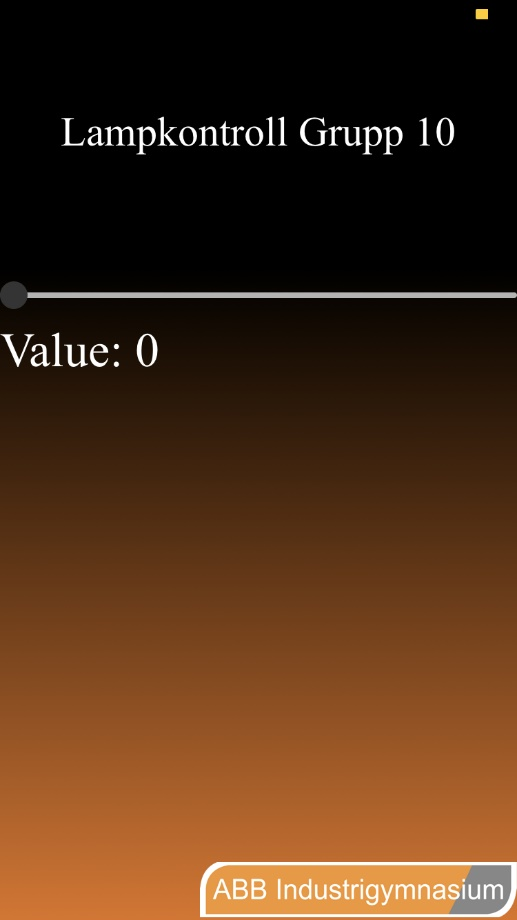 Lampkontroll Grupp 10
Value: 0
ABB Industrigymnasium